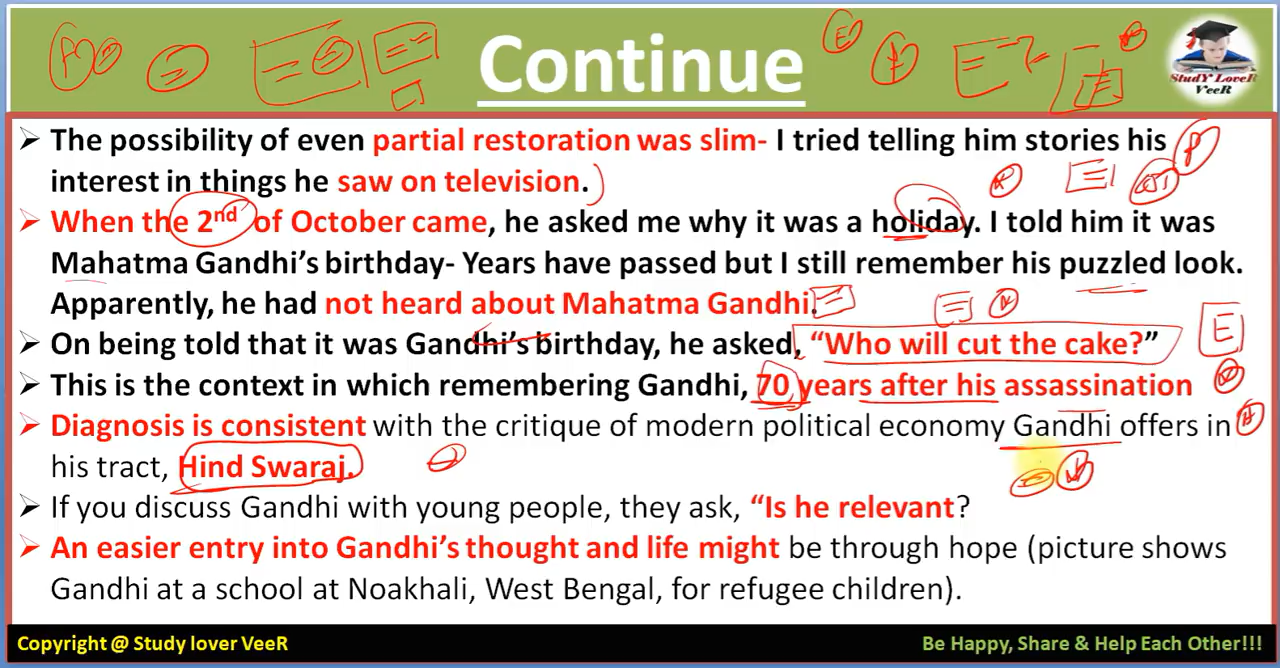 Continue
StudY LoveR
VeeR
➢ The possibility of even partial restoration was slim- I tried telling him stories his
interest in things he saw on television.
➢ When the 2nd of October came, he asked me why it was a holiday. I told him it was
Mahatma Gandhi’s birthday- Years have passed but I still remember his puzzled look.
Apparently, he had not heard about Mahatma Gandhi.
➢ On being told that it was Gandhi’s birthday, he asked, “Who will cut the cake?”
➢ This is the context in which remembering Gandhi, 70 years after his assassination
➢ Diagnosis is consistent with the critique of modern political economy Gandhi offers in
his tract, Hind Swaraj.
➢ If you discuss Gandhi with young people, they ask, “Is he relevant?
➢ An easier entry into Gandhi’s thought and life might be through hope (picture shows
Gandhi at a school at Noakhali, West Bengal, for refugee children).
Copyright @ Study lover VeeR
Be Happy, Share & Help Each Other!!!